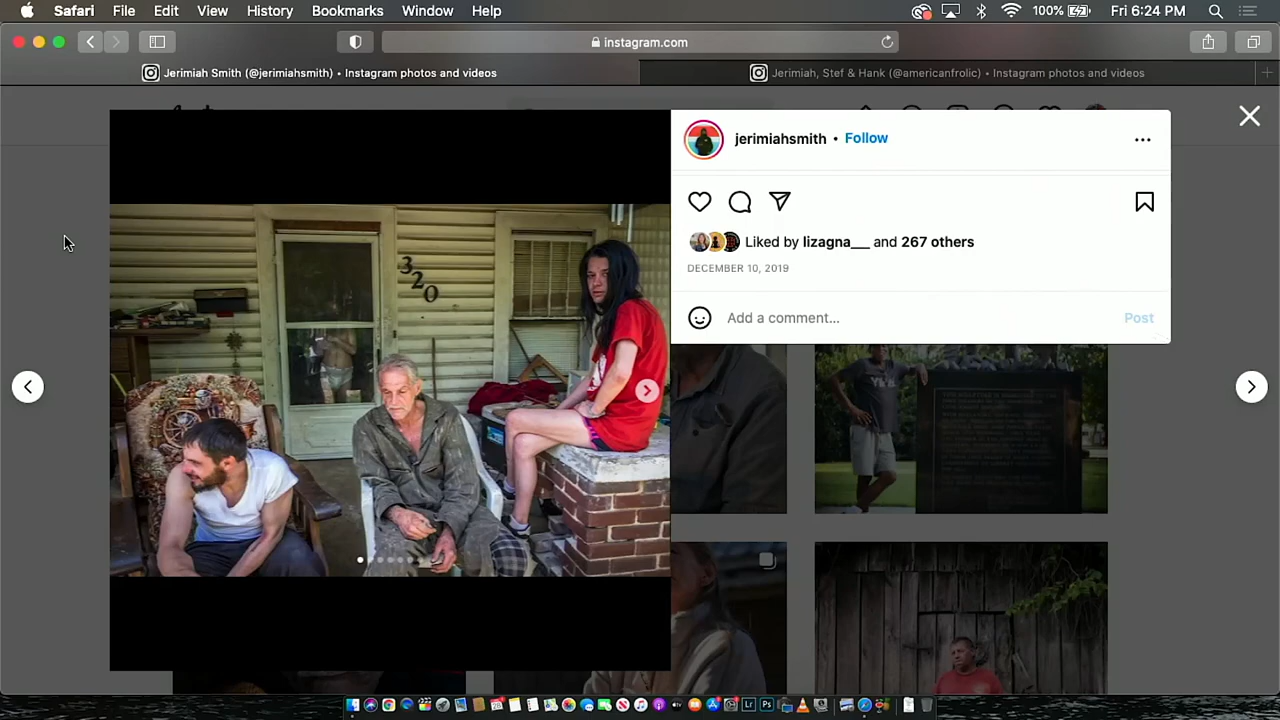 Safari File Edit View History Bookmarks Window Help 100% Fri 6:24 PM
instagram.com
Jerimiah Smith (@jerimiahsmith) • Instagram photos and videos
Jerimiah, Stef & Hank (@americanfrolic) • Instagram photos and videos
jerimiahsmith • Follow
Liked by lizagna___ and 267 others
DECEMBER 10, 2019
Add a comment... Post
320